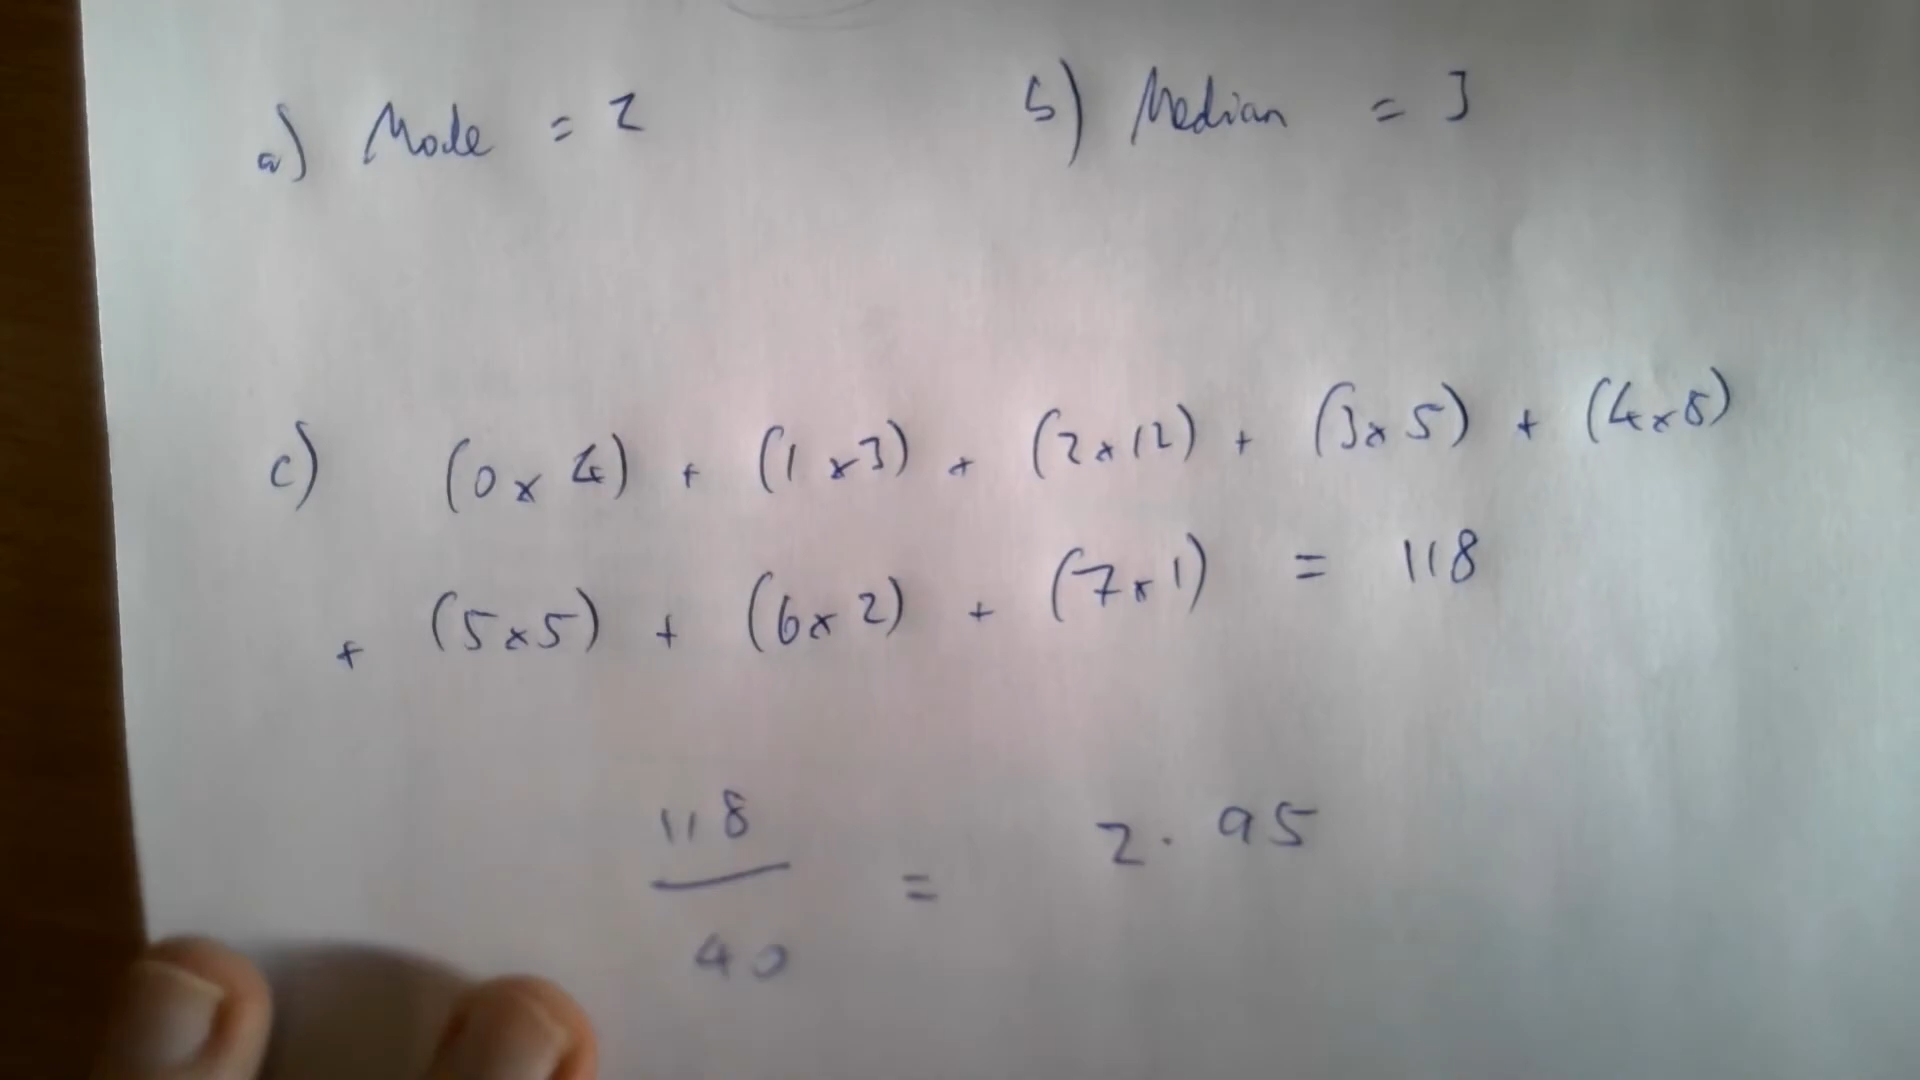 a) Mode = 2
b) Median = 3
c) (0 x 4) + (1 x 3) + (2 x 12) + (3 x 5) + (4 x 8)
+ (5 x 5) + (6 x 2) + (7 x 1) = 118
118
40
= 2.95